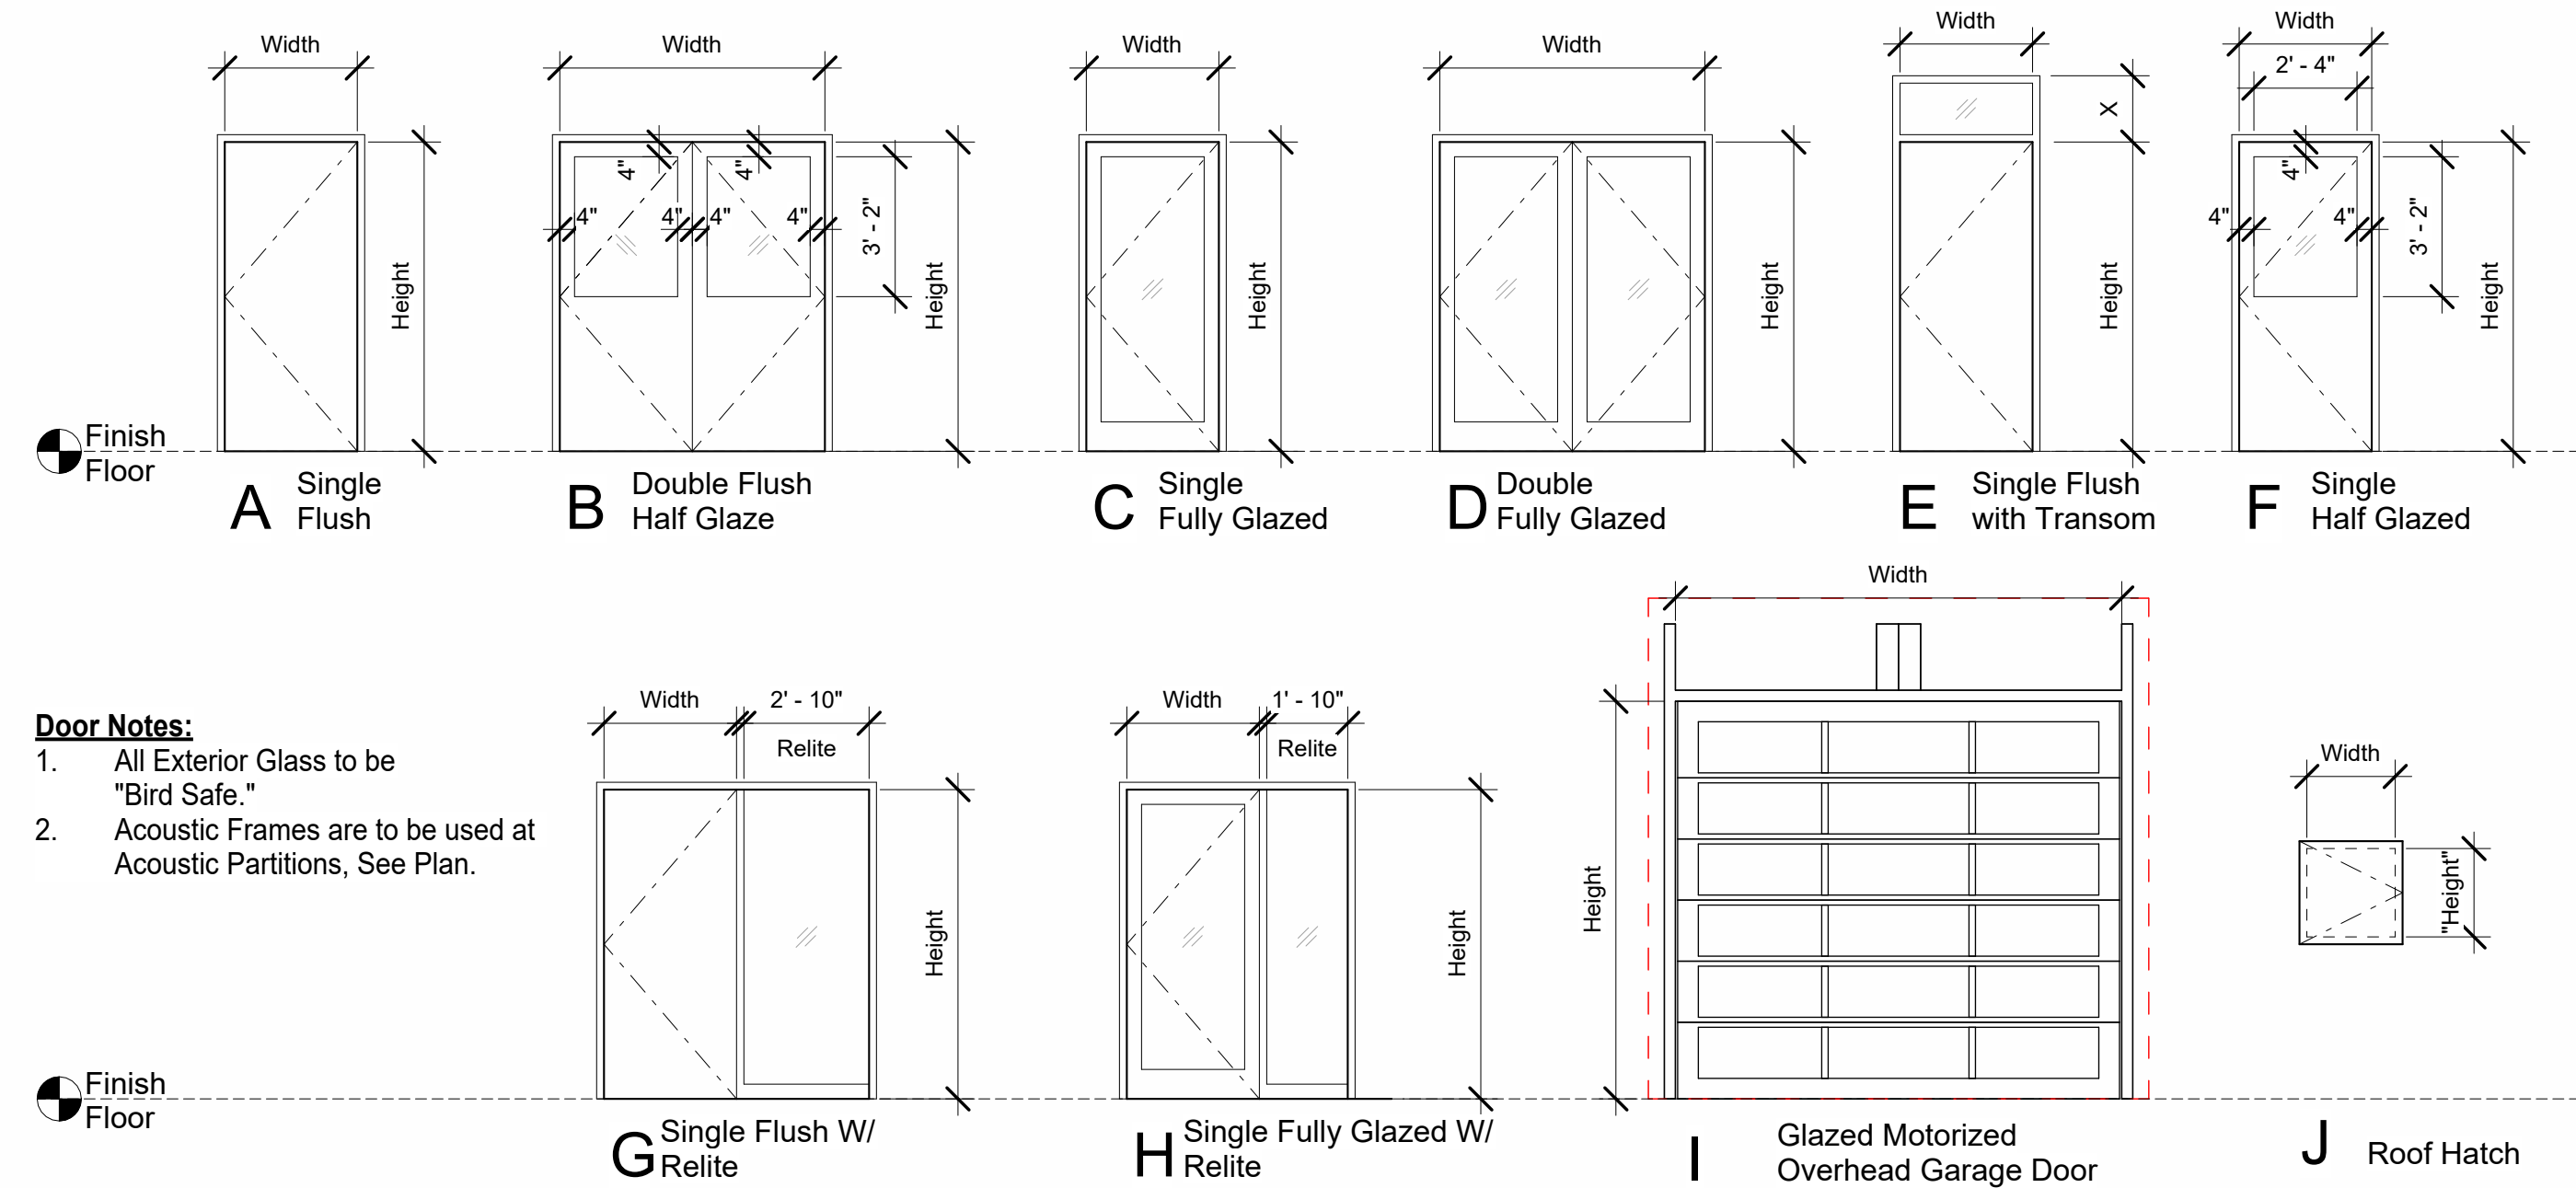 Width
Width
Width
Width
Width
Width
2' - 4"
X
4"
4"
4"
4"
4"
4"
4"
3' - 2"
4"
4"
3' - 2"
Height
Height
Height
Height
Height
Height
Finish
Floor
A Single
Flush
B Double Flush
Half Glaze
C Single
Fully Glazed
D Double
Fully Glazed
E Single Flush
with Transom
F Single
Half Glazed
Door Notes:
1. All Exterior Glass to be
"Bird Safe."
2. Acoustic Frames are to be used at
Acoustic Partitions, See Plan.
Width
2' - 10"
Relite
Height
Width
1' - 10"
Relite
Height
Width
Height
Width
"Height"
Finish
Floor
G Single Flush W/
Relite
H Single Fully Glazed W/
Relite
I Glazed Motorized
Overhead Garage Door
J Roof Hatch